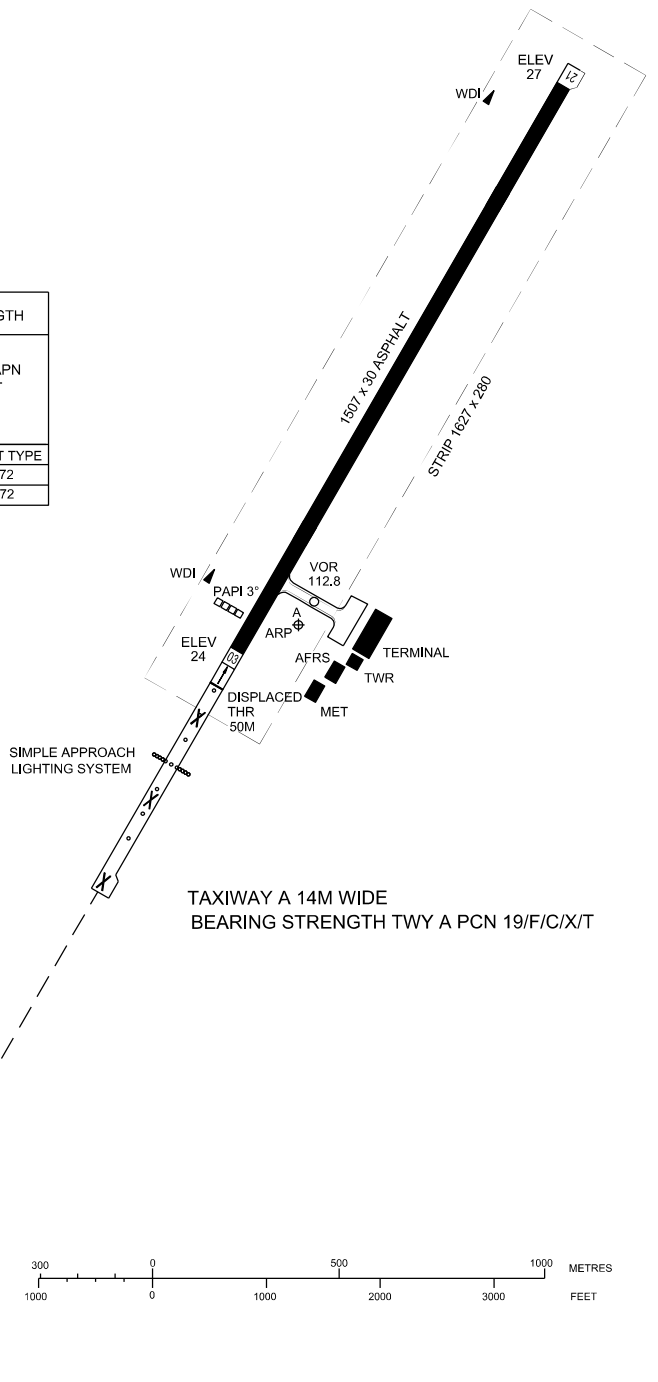 ELEV
27
21
WDI
GTH
T TYPE
72
72
1507 x 30 ASPHALT
STRIP 1627 x 280
WDI
PAPI 3°
VOR
112.8
A
ARP
ELEV
24
03
AFRS
TERMINAL
TWR
MET
DISPLACED
THR
50M
SIMPLE APPROACH
LIGHTING SYSTEM
X
X
X
TAXIWAY A 14M WIDE
BEARING STRENGTH TWY A PCN 19/F/C/X/T
300 0 500 1000 METRES
1000 0 1000 2000 3000 FEET